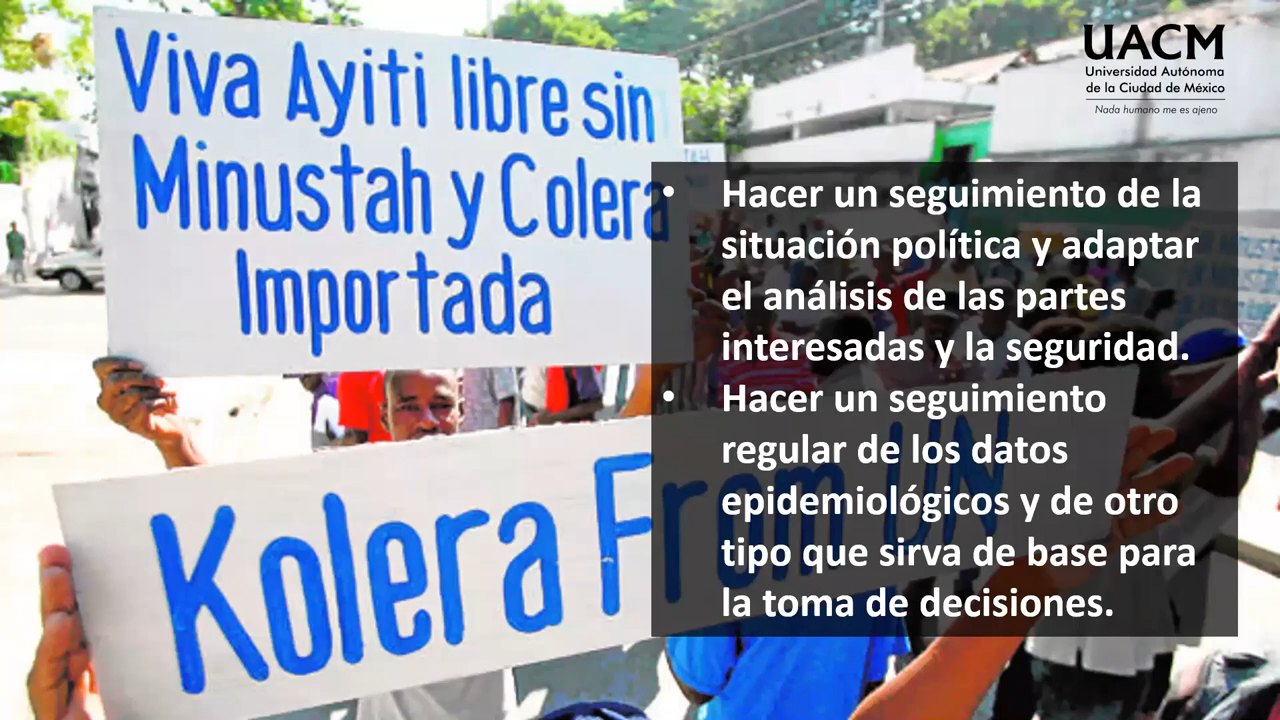 Viva Ayiti libre sin
Minustah y Colera
Importada
Kolera From UN
UACM
Universidad Autónoma
de la Ciudad de México
Nada humano me es ajeno
• Hacer un seguimiento de la
situación política y adaptar
el análisis de las partes
interesadas y la seguridad.
• Hacer un seguimiento
regular de los datos
epidemiológicos y de otro
tipo que sirva de base para
la toma de decisiones.